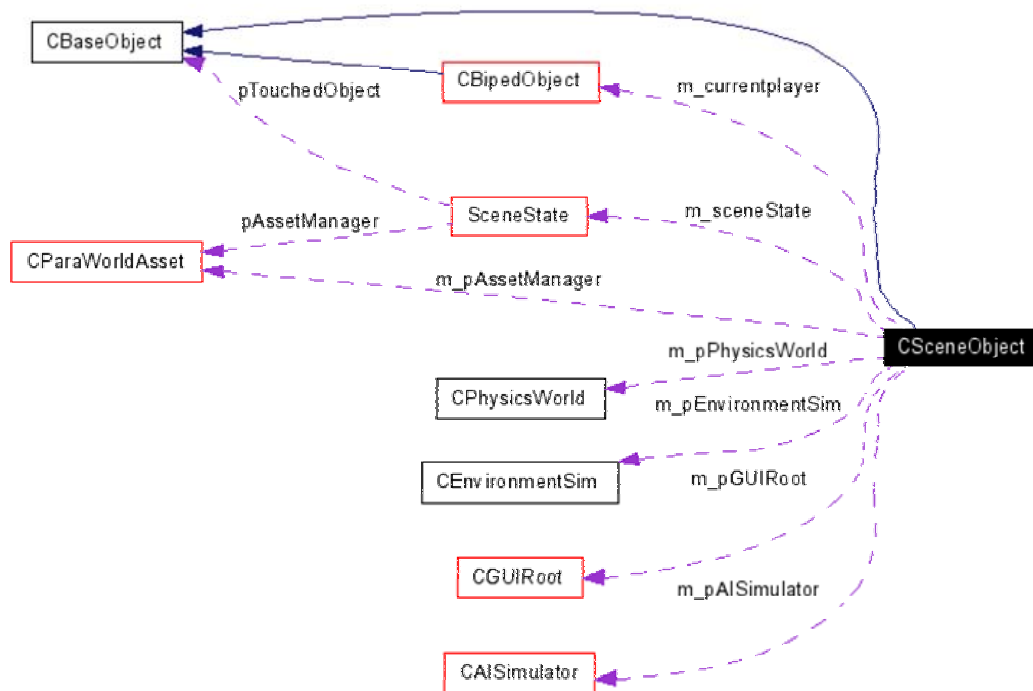 CBaseObject
CBipedObject
pTouchedObject
m_currentplayer
SceneState
m_sceneState
pAssetManager
CParaWorldAsset
m_pAssetManager
CSceneObject
m_pPhysicsWorld
CPhysicsWorld
m_pEnvironmentSim
CEnvironmentSim
m_pGUIRoot
CGUIRoot
m_pAISimulator
CAISimulator